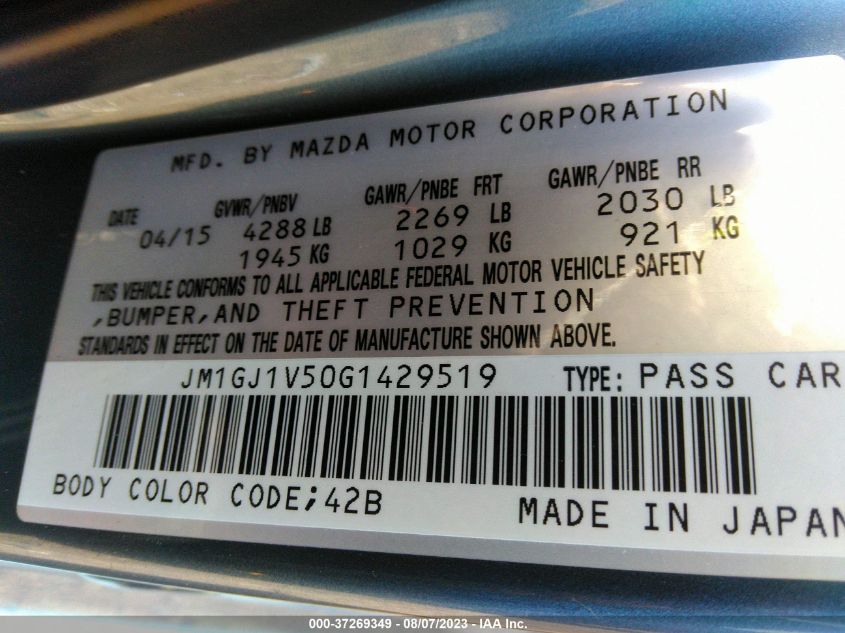 MFD. BY MAZDA MOTOR CORPORATION
DATE GVWR/PNBV GAWR/PNBE FRT GAWR/PNBE RR
04/15 4288 LB 2269 LB 2030 LB
1945 KG 1029 KG 921 KG
THIS VEHICLE CONFORMS TO ALL APPLICABLE FEDERAL MOTOR VEHICLE SAFETY
,BUMPER,AND THEFT PREVENTION
STANDARDS IN EFFECT ON THE DATE OF MANUFACTURE SHOWN ABOVE.
JM1GJ1V50G1429519 TYPE: PASS CAR
BODY COLOR CODE;42B MADE IN JAPAN
000-37269349 - 08/07/2023 - IAA Inc.